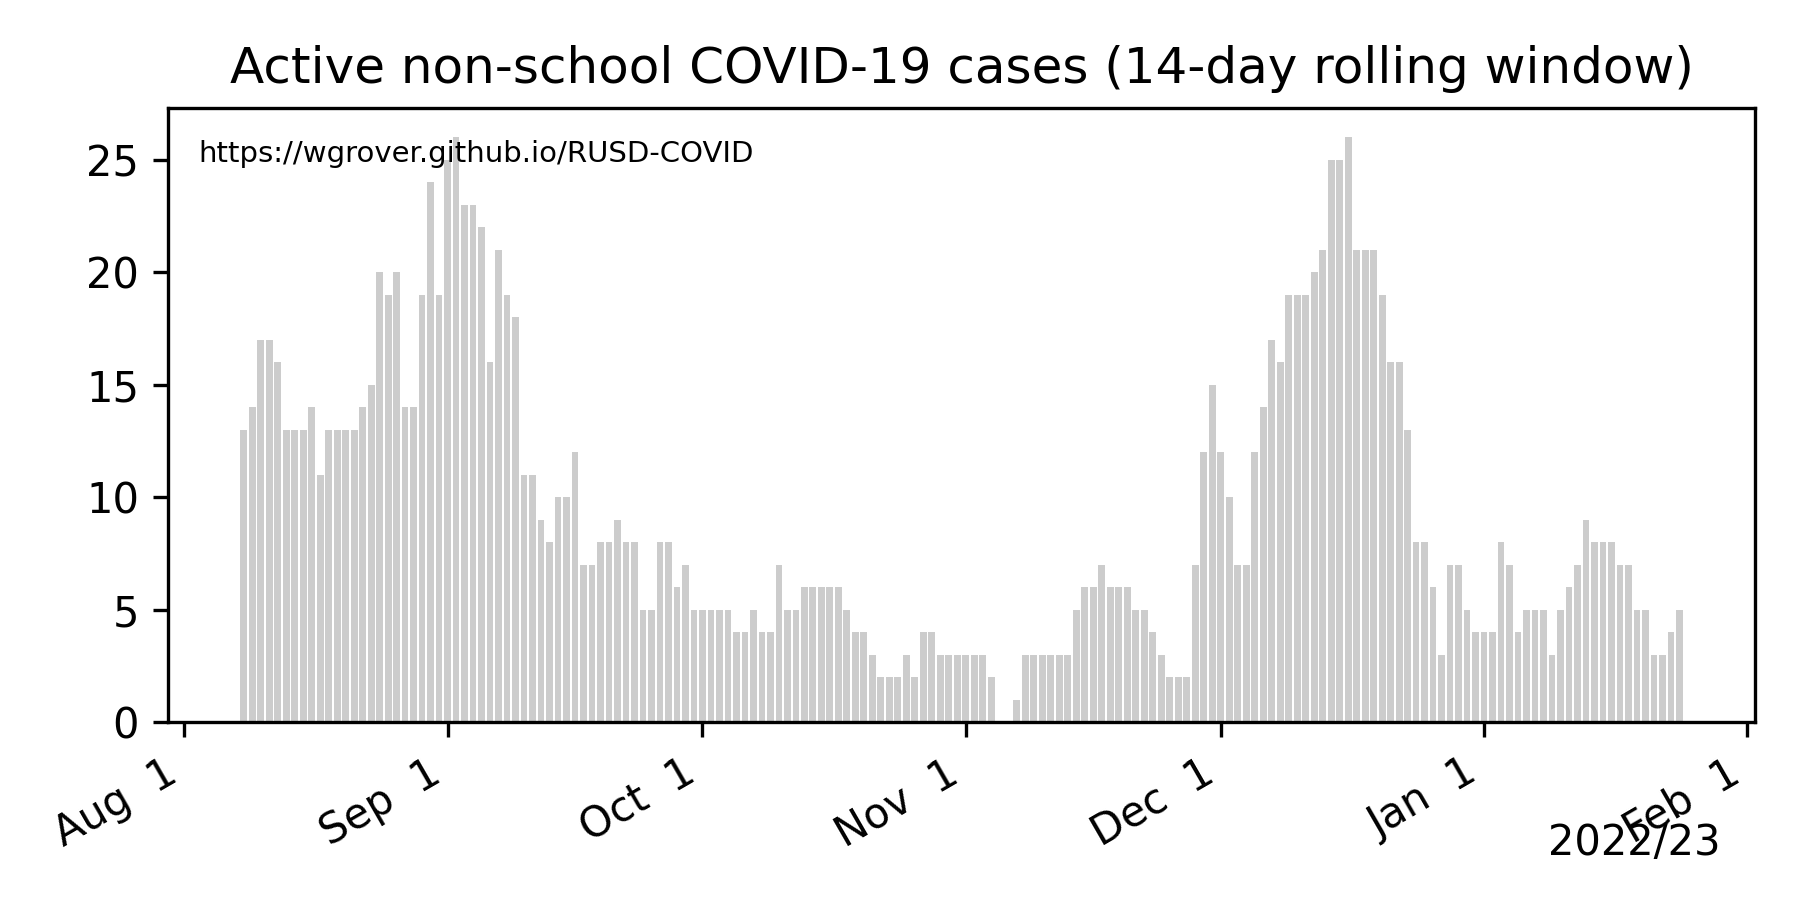 Active non-school COVID-19 cases (14-day rolling window)
https://wgrover.github.io/RUSD-COVID
25
20
15
10
5
0
Aug 1
Sep 1
Oct 1
Nov 1
Dec 1
Jan 1
Feb 1
2022/23